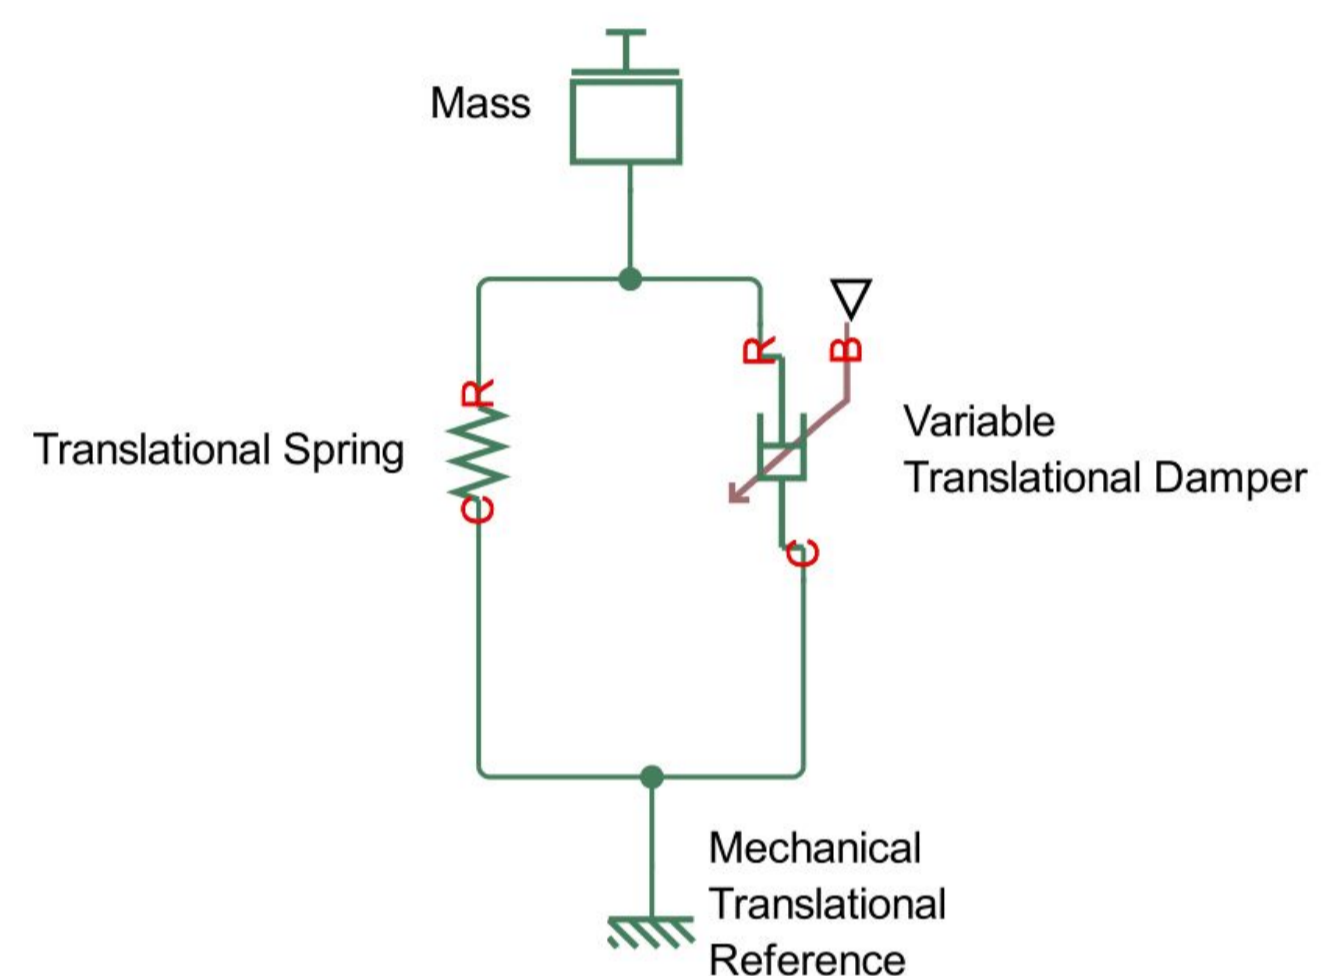 Mass
R
B
R
Variable
Translational Spring
Translational Damper
C
C
Mechanical
Translational
Reference